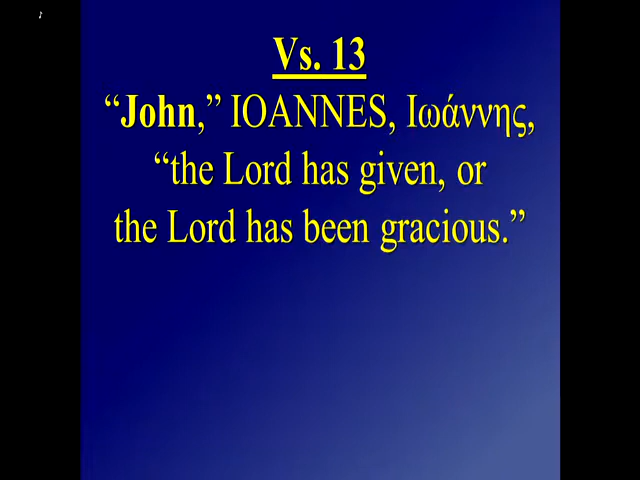 Vs. 13
“John,” IOANNES, Ιωάννης,
“the Lord has given, or
the Lord has been gracious.”